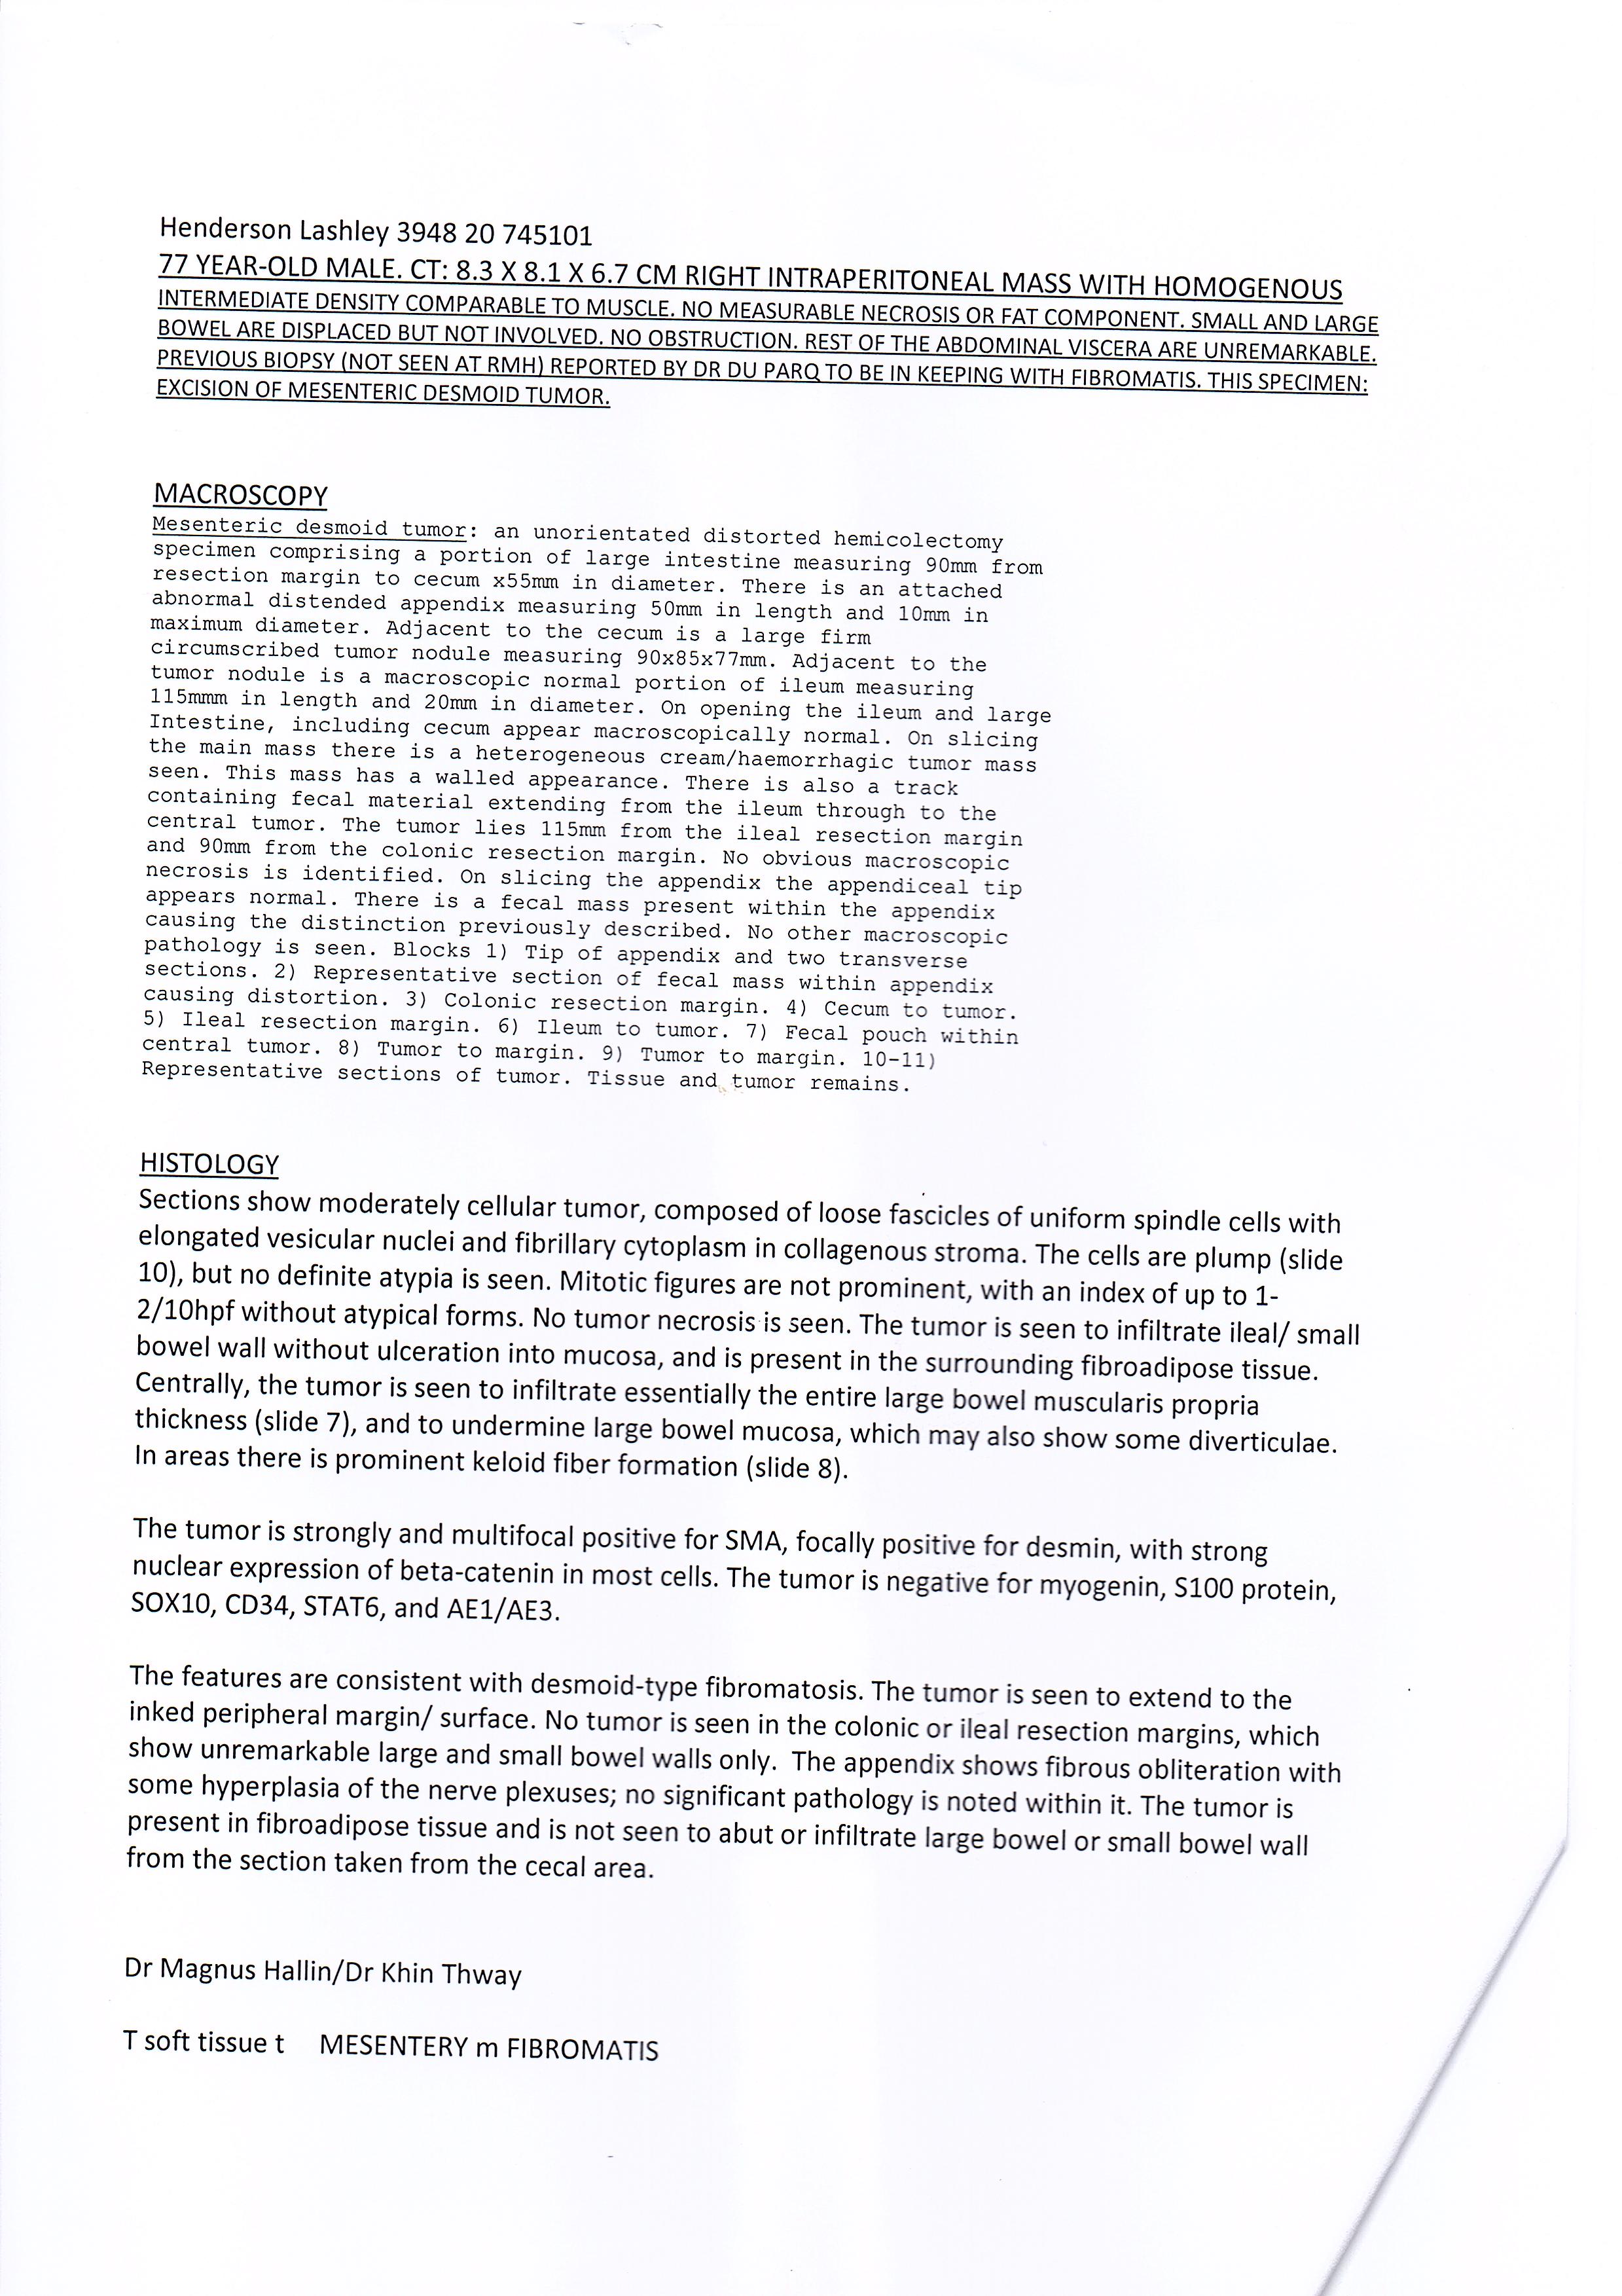 Henderson Lashley 3948 20 745101
77 YEAR-OLD MALE. CT: 8.3 X 8.1 X 6.7 CM RIGHT INTRAPERITONEAL MASS WITH HOMOGENOUS
INTERMEDIATE DENSITY COMPARABLE TO MUSCLE. NO MEASURABLE NECROSIS OR FAT COMPONENT. SMALL AND LARGE
BOWEL ARE DISPLACED BUT NOT INVOLVED. NO OBSTRUCTION. REST OF THE ABDOMINAL VISCERA ARE UNREMARKABLE.
PREVIOUS BIOPSY (NOT SEEN AT RMH) REPORTED BY DR DU PARQ TO BE IN KEEPING WITH FIBROMATIS. THIS SPECIMEN:
EXCISION OF MESENTERIC DESMOID TUMOR.
MACROSCOPY
Mesenteric desmoid tumor: an unorientated distorted hemicolectomy
specimen comprising a portion of large intestine measuring 90mm from
resection margin to cecum x55mm in diameter. There is an attached
abnormal distended appendix measuring 50mm in length and 10mm in
maximum diameter. Adjacent to the cecum is a large firm
circumscribed tumor nodule measuring 90x85x77mm. Adjacent to the
tumor nodule is a macroscopic normal portion of ileum measuring
115mmm in length and 20mm in diameter. On opening the ileum and large
Intestine, including cecum appear macroscopically normal. On slicing
the main mass there is a heterogeneous cream/haemorrhagic tumor mass
seen. This mass has a walled appearance. There is also a track
containing fecal material extending from the ileum through to the
central tumor. The tumor lies 115mm from the ileal resection margin
and 90mm from the colonic resection margin. No obvious macroscopic
necrosis is identified. On slicing the appendix the appendiceal tip
appears normal. There is a fecal mass present within the appendix
causing the distinction previously described. No other macroscopic
pathology is seen. Blocks 1) Tip of appendix and two transverse
sections. 2) Representative section of fecal mass within appendix
causing distortion. 3) Colonic resection margin. 4) Cecum to tumor.
5) Ileal resection margin. 6) Ileum to tumor. 7) Fecal pouch within
central tumor. 8) Tumor to margin. 9) Tumor to margin. 10-11)
Representative sections of tumor. Tissue and tumor remains.
HISTOLOGY
Sections show moderately cellular tumor, composed of loose fascicles of uniform spindle cells with
elongated vesicular nuclei and fibrillary cytoplasm in collagenous stroma. The cells are plump (slide
10), but no definite atypia is seen. Mitotic figures are not prominent, with an index of up to 1-
2/10hpf without atypical forms. No tumor necrosis is seen. The tumor is seen to infiltrate ileal/ small
bowel wall without ulceration into mucosa, and is present in the surrounding fibroadipose tissue.
Centrally, the tumor is seen to infiltrate essentially the entire large bowel muscularis propria
thickness (slide 7), and to undermine large bowel mucosa, which may also show some diverticulae.
In areas there is prominent keloid fiber formation (slide 8).
The tumor is strongly and multifocal positive for SMA, focally positive for desmin, with strong
nuclear expression of beta-catenin in most cells. The tumor is negative for myogenin, S100 protein,
SOX10, CD34, STAT6, and AE1/AE3.
The features are consistent with desmoid-type fibromatosis. The tumor is seen to extend to the
inked peripheral margin/ surface. No tumor is seen in the colonic or ileal resection margins, which
show unremarkable large and small bowel walls only. The appendix shows fibrous obliteration with
some hyperplasia of the nerve plexuses; no significant pathology is noted within it. The tumor is
present in fibroadipose tissue and is not seen to abut or infiltrate large bowel or small bowel wall
from the section taken from the cecal area.
Dr Magnus Hallin/Dr Khin Thway
T soft tissue t MESENTERY m FIBROMATIS